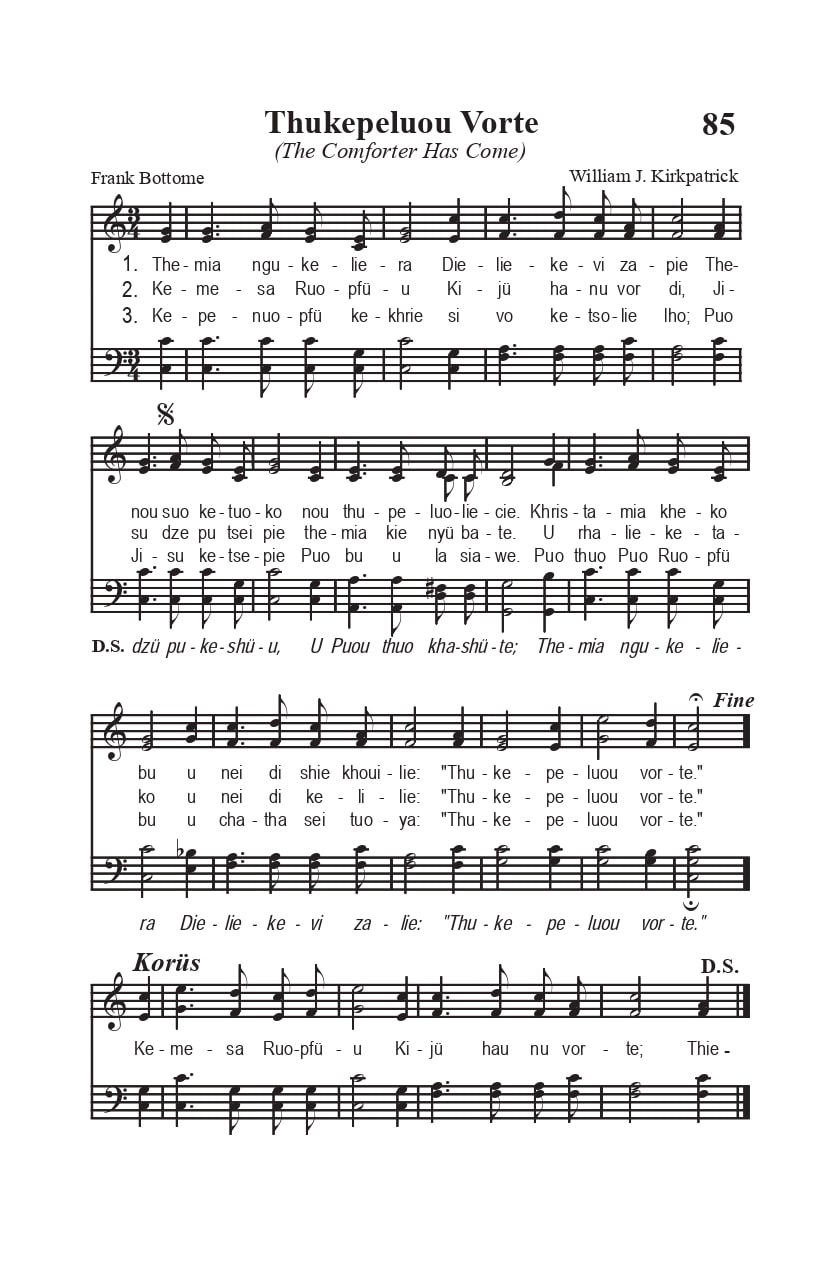 Thukepeluou Vorte 85
(The Comforter Has Come)
Frank Bottome William J. Kirkpatrick
1. The-mia ngu-ke-lie-ra Die-lie-ke-vi za-pie The-
2. Ke-me-sa Ruo-pfü-u Ki-jü ha-nu vor di, Ji-
3. Ke-pe-nuo-pfü ke-khrie si vo ke-tso-lie lho; Puo
nou suo ke-tuo-ko nou thu-pe-luo-lie-cie. Khris-ta-mia khe-ko
su dze pu tsei pie the-mia kie nyü ba-te. U rha-lie-ke-ta-
Ji-su ke-tse-pie Puo bu u la sia-we. Puo thuo Puo Ruo-pfü
D.S. dzü pu-ke-shü-u, U Puou thuo kha-shü-te; The-mia ngu-ke-lie-
Fine
bu u nei di shie khoui-lie: "Thu-ke-pe-luou vor-te."
ko u nei di ke-li-lie: "Thu-ke-pe-luou vor-te."
bu u cha-tha sei tuo-ya: "Thu-ke-pe-luou vor-te."
ra Die-lie-ke-vi za-lie: "Thu-ke-pe-luou vor-te."
Korüs D.S.
Ke-me-sa Ruo-pfü-u Ki-jü hau nu vor-te; Thie-